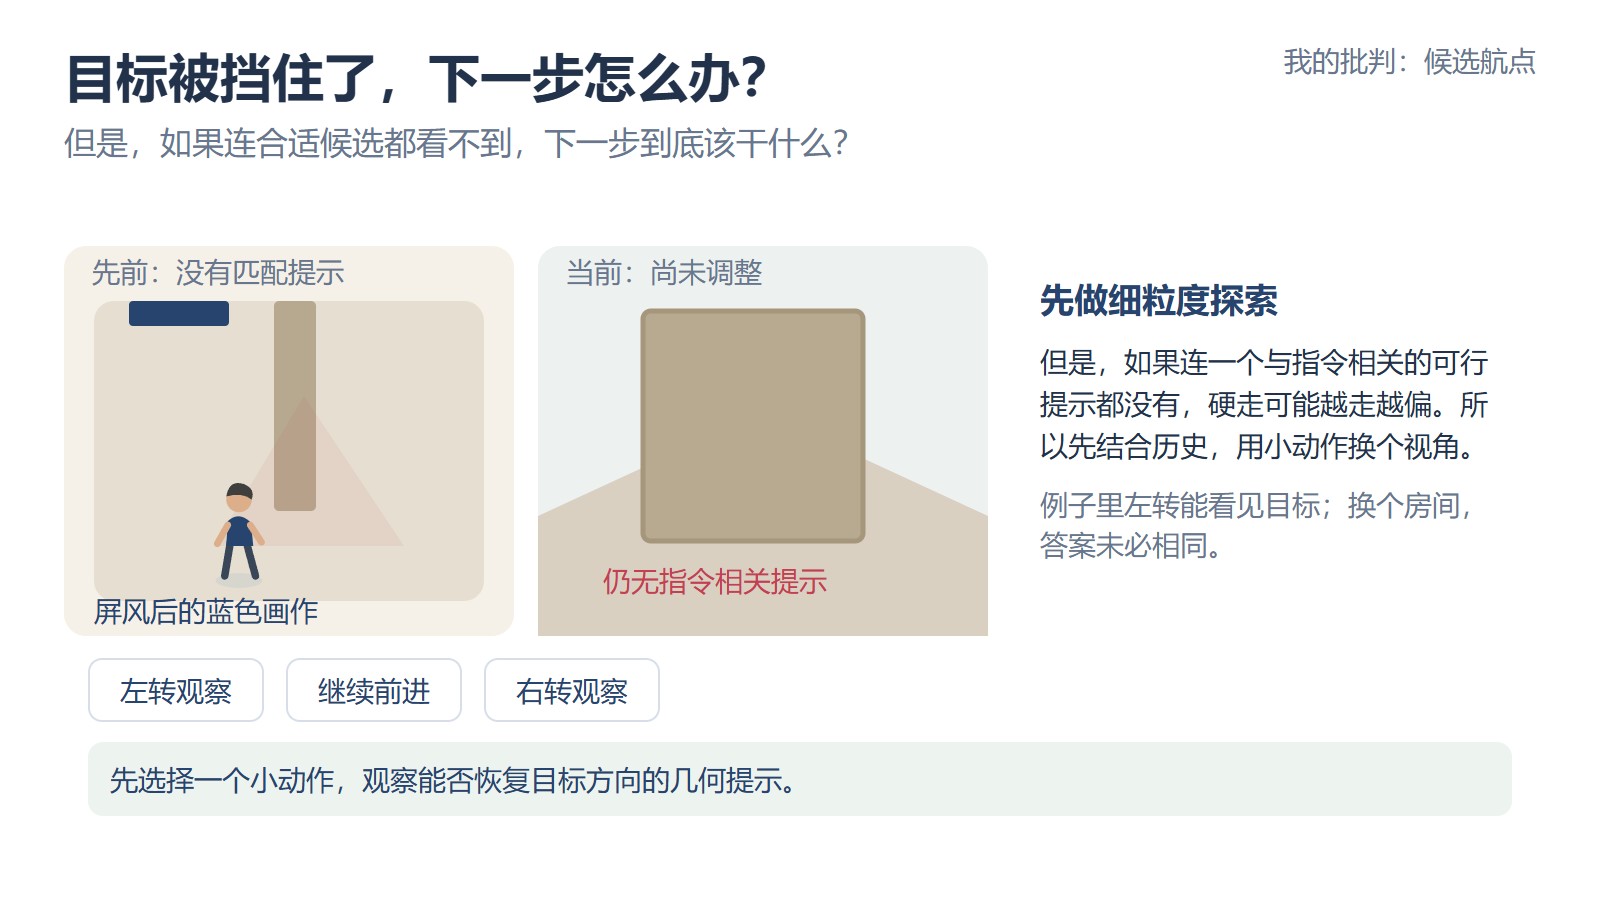 目标被挡住了，下一步怎么办？
我的批判：候选航点
但是，如果连合适候选都看不到，下一步到底该干什么？
先前：没有匹配提示
屏风后的蓝色画作
当前：尚未调整
仍无指令相关提示
先做细粒度探索
但是，如果连一个与指令相关的可行
提示都没有，硬走可能越走越偏。所
以先结合历史，用小动作换个视角。
例子里左转能看见目标；换个房间，
答案未必相同。
左转观察
继续前进
右转观察
先选择一个小动作，观察能否恢复目标方向的几何提示。